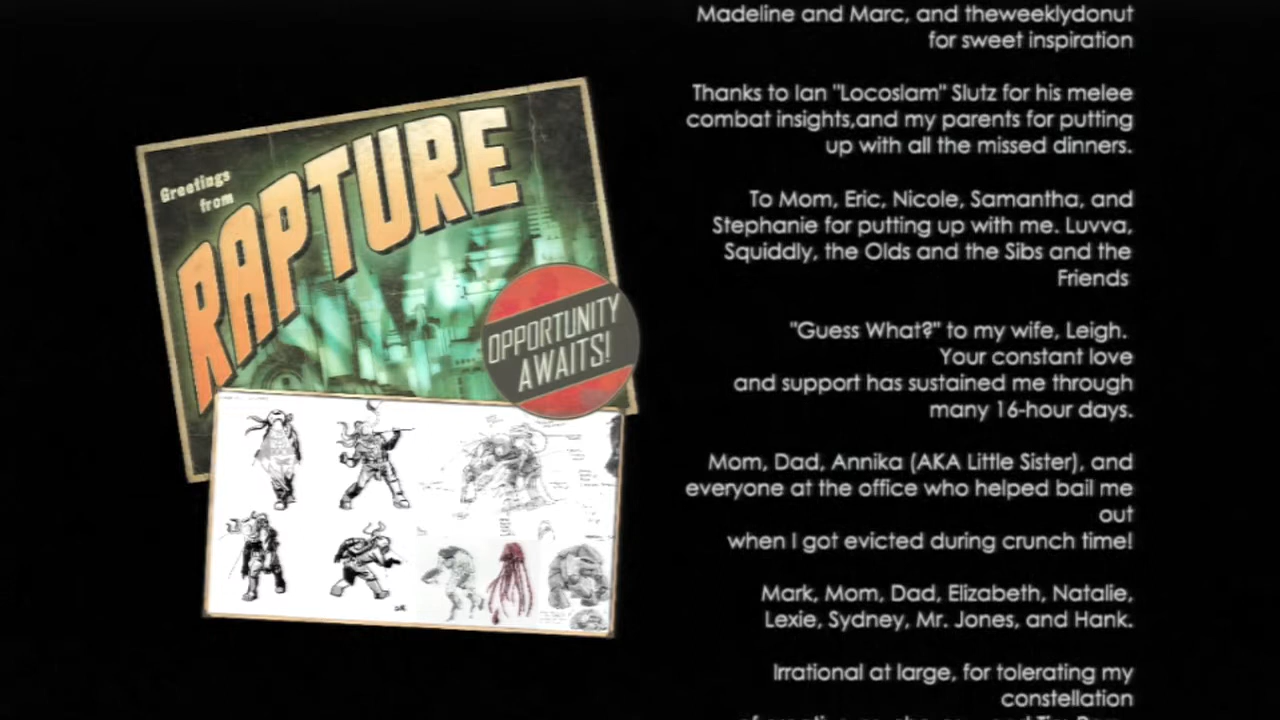 Greetings
from
RAPTURE
OPPORTUNITY
AWAITS!
Madeline and Marc, and theweeklydonut
for sweet inspiration
Thanks to Ian "Locoslam" Slutz for his melee
combat insights,and my parents for putting
up with all the missed dinners.
To Mom, Eric, Nicole, Samantha, and
Stephanie for putting up with me. Luvva,
Squiddly, the Olds and the Sibs and the
Friends
"Guess What?" to my wife, Leigh.
Your constant love
and support has sustained me through
many 16-hour days.
Mom, Dad, Annika (AKA Little Sister), and
everyone at the office who helped bail me
out
when I got evicted during crunch time!
Mark, Mom, Dad, Elizabeth, Natalie,
Lexie, Sydney, Mr. Jones, and Hank.
Irrational at large, for tolerating my
constellation